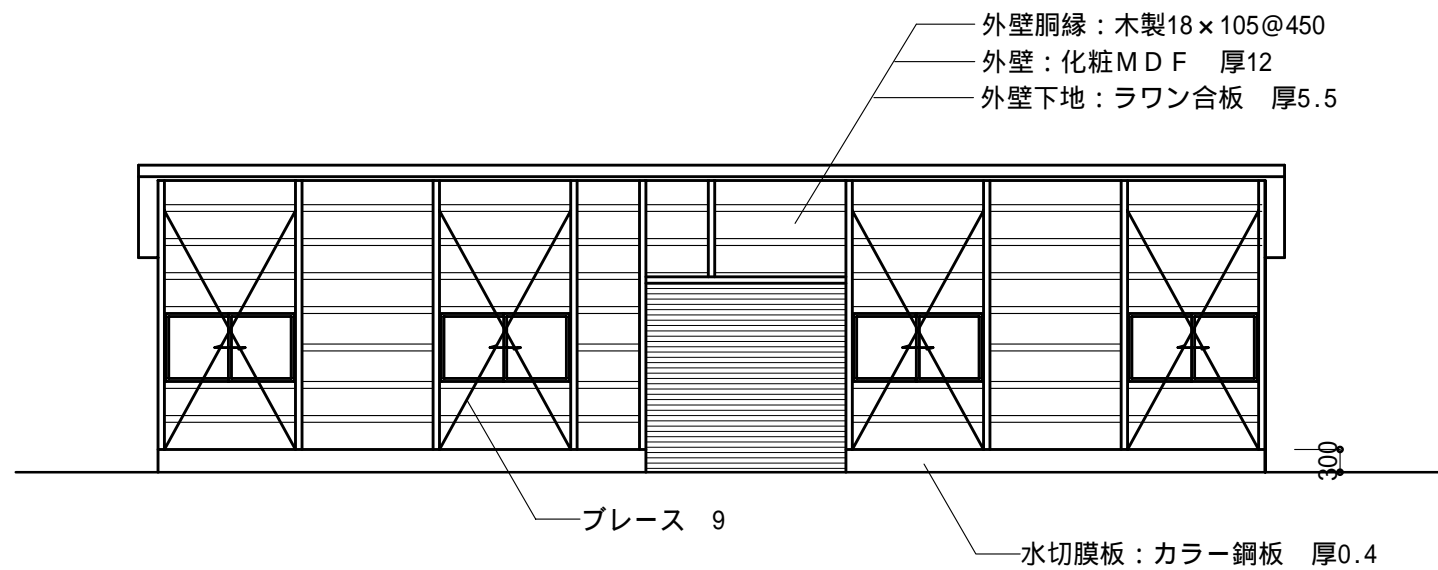 外壁胴縁：木製18×105@450
外壁：化粧ＭＤＦ　厚12
外壁下地：ラワン合板　厚5.5
300
ブレース　9
水切膜板：カラー鋼板　厚0.4